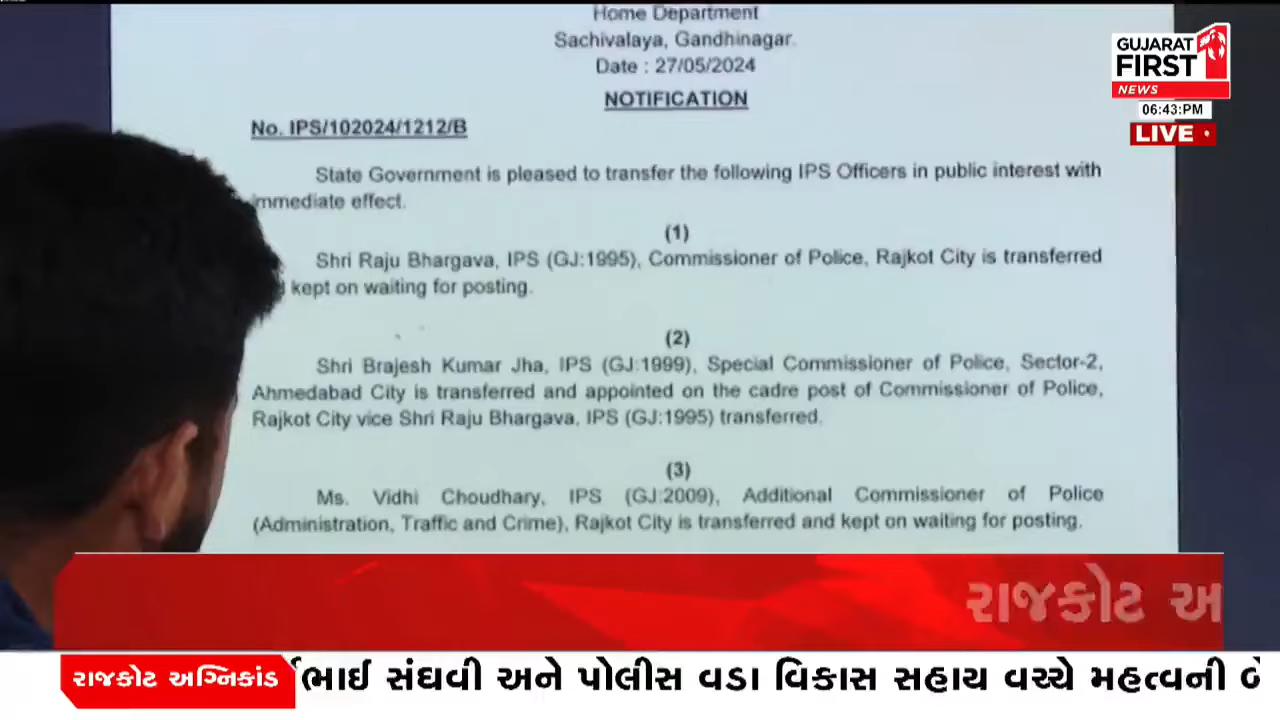 Home Department
Sachivalaya, Gandhinagar.
Date : 27/05/2024
NOTIFICATION
No. IPS/102024/1212/B
State Government is pleased to transfer the following IPS Officers in public interest with
immediate effect.
(1)
Shri Raju Bhargava, IPS (GJ:1995), Commissioner of Police, Rajkot City is transferred
kept on waiting for posting.
(2)
Shri Brajesh Kumar Jha, IPS (GJ:1999), Special Commissioner of Police, Sector-2,
Ahmedabad City is transferred and appointed on the cadre post of Commissioner of Police,
Rajkot City vice Shri Raju Bhargava, IPS (GJ:1995) transferred.
(3)
Ms. Vidhi Choudhary, IPS (GJ:2009), Additional Commissioner of Police
(Administration, Traffic and Crime), Rajkot City is transferred and kept on waiting for posting.
GUJARAT
FIRST 1
NEWS
06:43:PM
LIVE
રાજકોટ અ
રાજકોટ અગ્નિકાંડ
ભાઈ સંઘવી અને પોલીસ વડા વિકાસ સહાય વચ્ચે મહત્વની